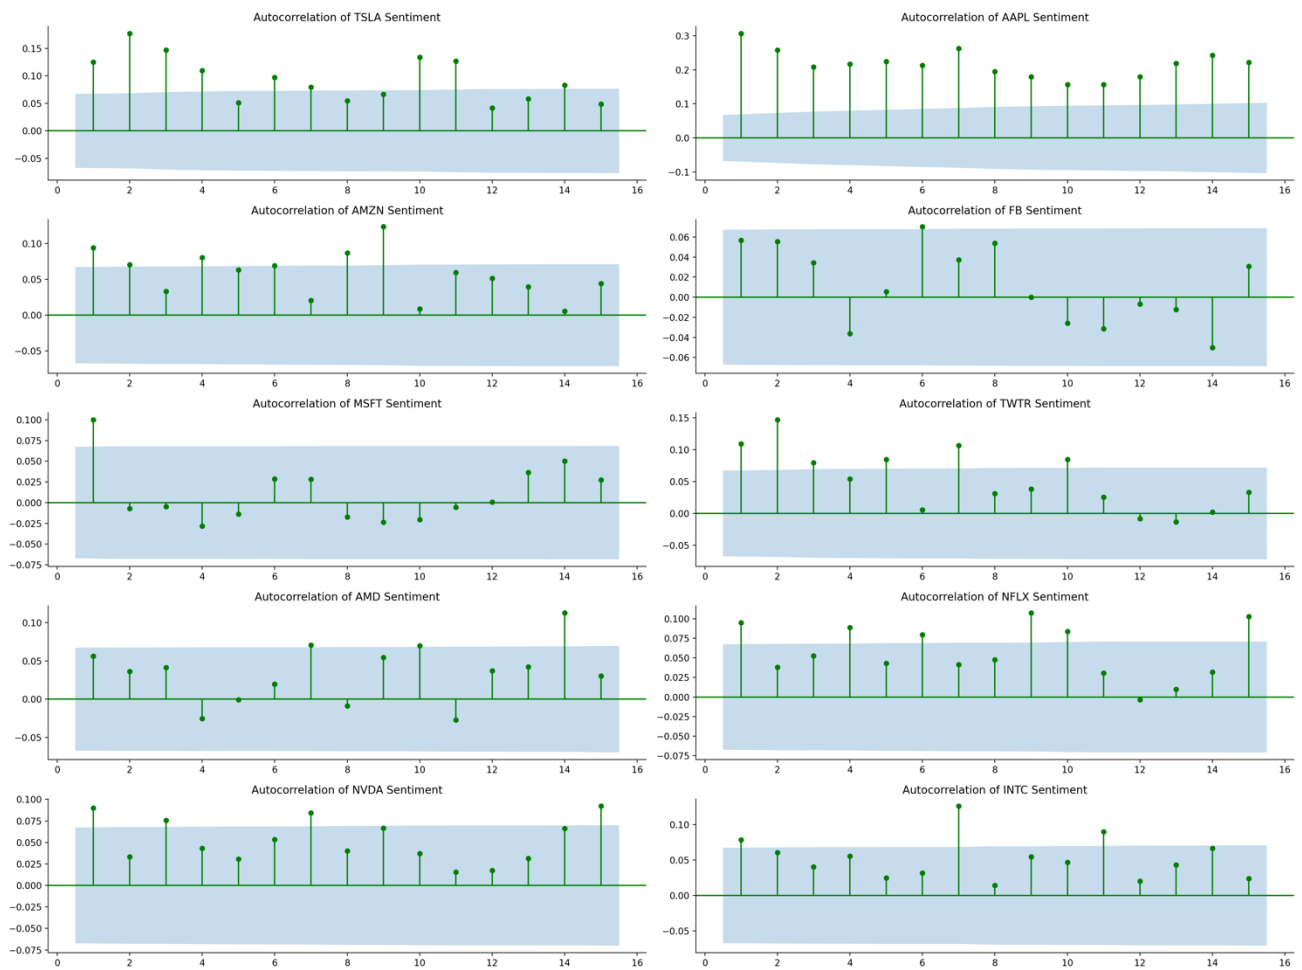 Autocorrelation of TSLA Sentiment
0.15
0.10
0.05
0.00
−0.05
0 2 4 6 8 10 12 14 16
Autocorrelation of AAPL Sentiment
0.3
0.2
0.1
0.0
−0.1
0 2 4 6 8 10 12 14 16
Autocorrelation of AMZN Sentiment
0.10
0.05
0.00
−0.05
0 2 4 6 8 10 12 14 16
Autocorrelation of FB Sentiment
0.06
0.04
0.02
0.00
−0.02
−0.04
−0.06
0 2 4 6 8 10 12 14 16
Autocorrelation of MSFT Sentiment
0.100
0.075
0.050
0.025
0.000
−0.025
−0.050
−0.075
0 2 4 6 8 10 12 14 16
Autocorrelation of TWTR Sentiment
0.15
0.10
0.05
0.00
−0.05
0 2 4 6 8 10 12 14 16
Autocorrelation of AMD Sentiment
0.10
0.05
0.00
−0.05
0 2 4 6 8 10 12 14 16
Autocorrelation of NFLX Sentiment
0.100
0.075
0.050
0.025
0.000
−0.025
−0.050
−0.075
0 2 4 6 8 10 12 14 16
Autocorrelation of NVDA Sentiment
0.100
0.075
0.050
0.025
0.000
−0.025
−0.050
−0.075
0 2 4 6 8 10 12 14 16
Autocorrelation of INTC Sentiment
0.10
0.05
0.00
−0.05
0 2 4 6 8 10 12 14 16